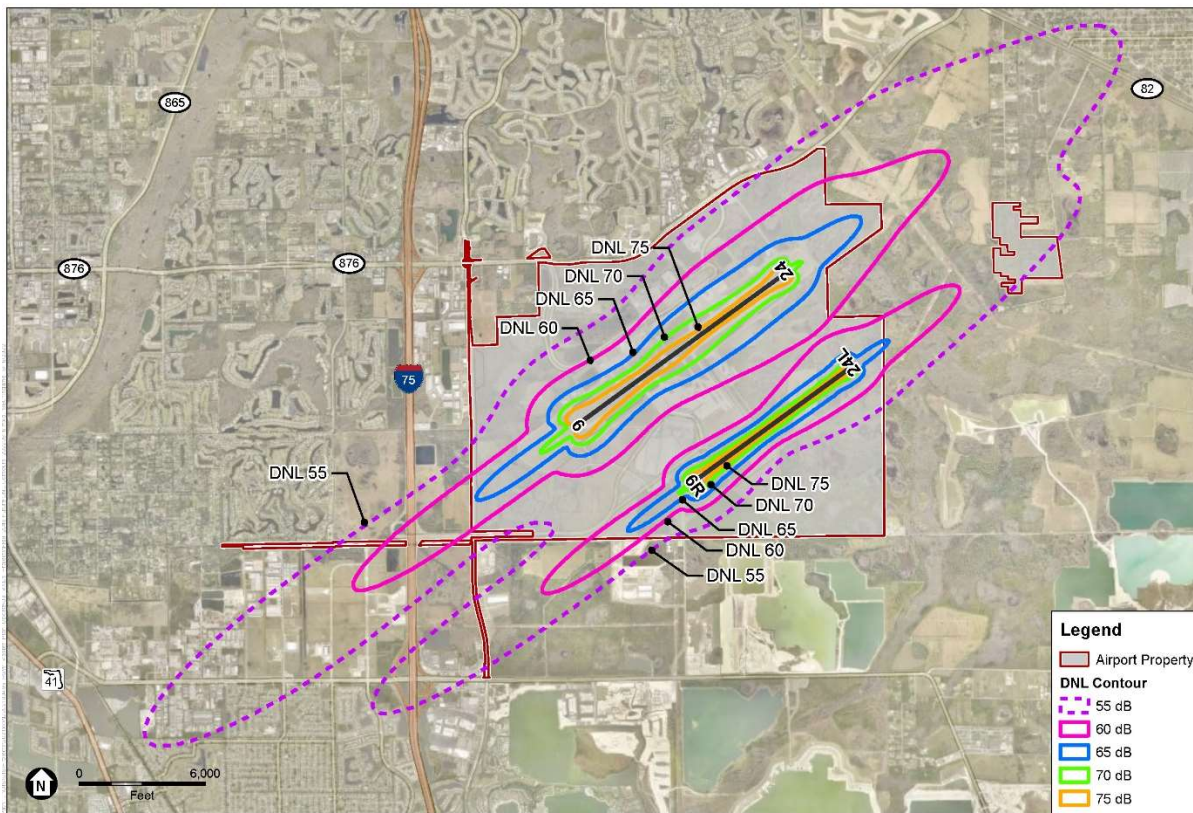 865
82
876
876
DNL 75
DNL 70
DNL 65
DNL 60
24
75
24L
6
DNL 55
6R
DNL 75
DNL 70
DNL 65
DNL 60
DNL 55
41
N
0 6,000
Feet
Legend
Airport Property
DNL Contour
55 dB
60 dB
65 dB
70 dB
75 dB